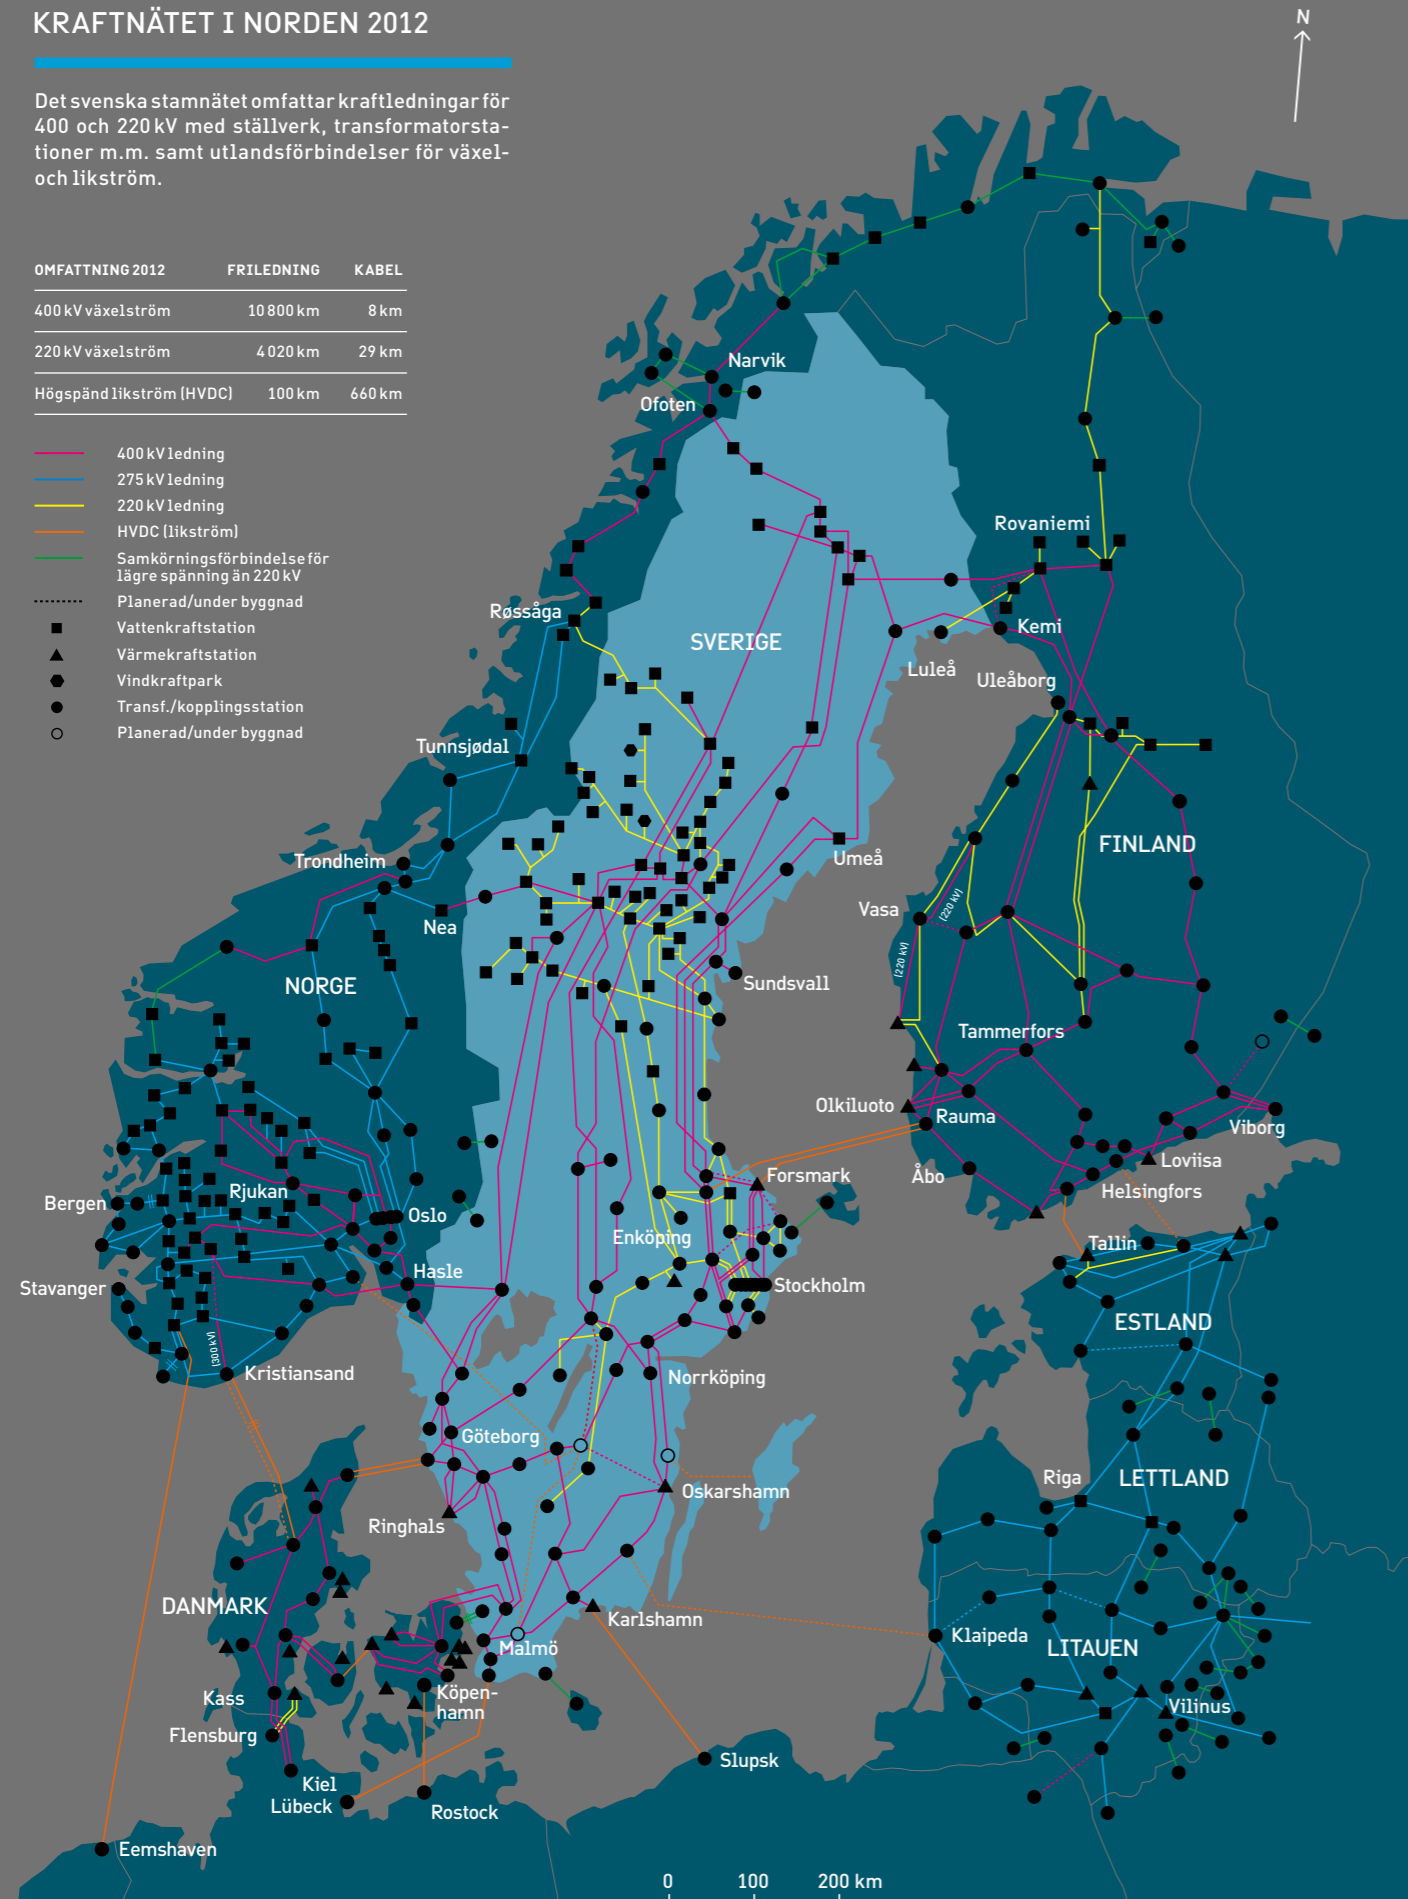 KRAFTNÄTET I NORDEN 2012
N
Det svenska stamnätet omfattar kraftledningar för
400 och 220 kV med ställverk, transformatorsta-
tioner m.m. samt utlandsförbindelser för växel-
och likström.
OMFATTNING 2012 FRILEDNING KABEL
400 kV växelström 10 800 km 8 km
220 kV växelström 4 020 km 29 km
Högspänd likström (HVDC) 100 km 660 km
400 kV ledning
275 kV ledning
220 kV ledning
HVDC (likström)
Samkörningsförbindelse för
lägre spänning än 220 kV
Planerad/under byggnad
Vattenkraftstation
Värmekraftstation
Vindkraftpark
Transf./kopplingsstation
Planerad/under byggnad
Narvik
Ofoten
Rovaniemi
Røssåga
Kemi
SVERIGE
Luleå
Uleåborg
Tunnsjødal
FINLAND
Trondheim
Umeå
Vasa
(220 kV)
Nea
(220 kV)
NORGE
Sundsvall
Tammerfors
Olkiluoto
Rauma
Viborg
Loviisa
Forsmark
Åbo
Rjukan
Helsingfors
Bergen
Oslo
Enköping
Tallin
Hasle
Stavanger
Stockholm
ESTLAND
(300 kV)
Kristiansand
Norrköping
Göteborg
Riga
LETTLAND
Oskarshamn
Ringhals
DANMARK
Karlshamn
Klaipeda
Malmö
LITAUEN
Kass
Köpen-
hamn
Vilinus
Flensburg
Slupsk
Kiel
Lübeck
Rostock
Eemshaven
0 100 200 km